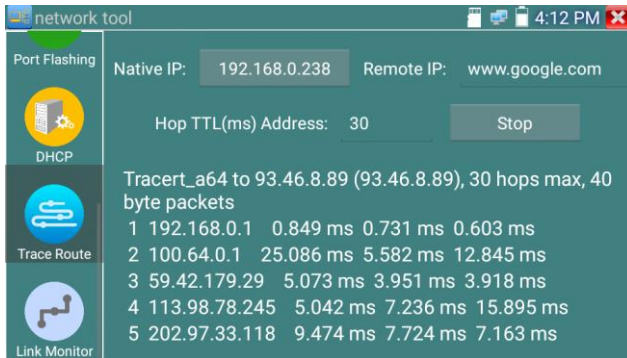 network tool
4:12 PM
Port Flashing
DHCP
Trace Route
Link Monitor
Native IP: 192.168.0.238 Remote IP: www.google.com
Hop TTL(ms) Address: 30 Stop
Tracert_a64 to 93.46.8.89 (93.46.8.89), 30 hops max, 40
byte packets
1 192.168.0.1 0.849 ms 0.731 ms 0.603 ms
2 100.64.0.1 25.086 ms 5.582 ms 12.845 ms
3 59.42.179.29 5.073 ms 3.951 ms 3.918 ms
4 113.98.78.245 5.042 ms 7.236 ms 15.895 ms
5 202.97.33.118 9.474 ms 7.724 ms 7.163 ms